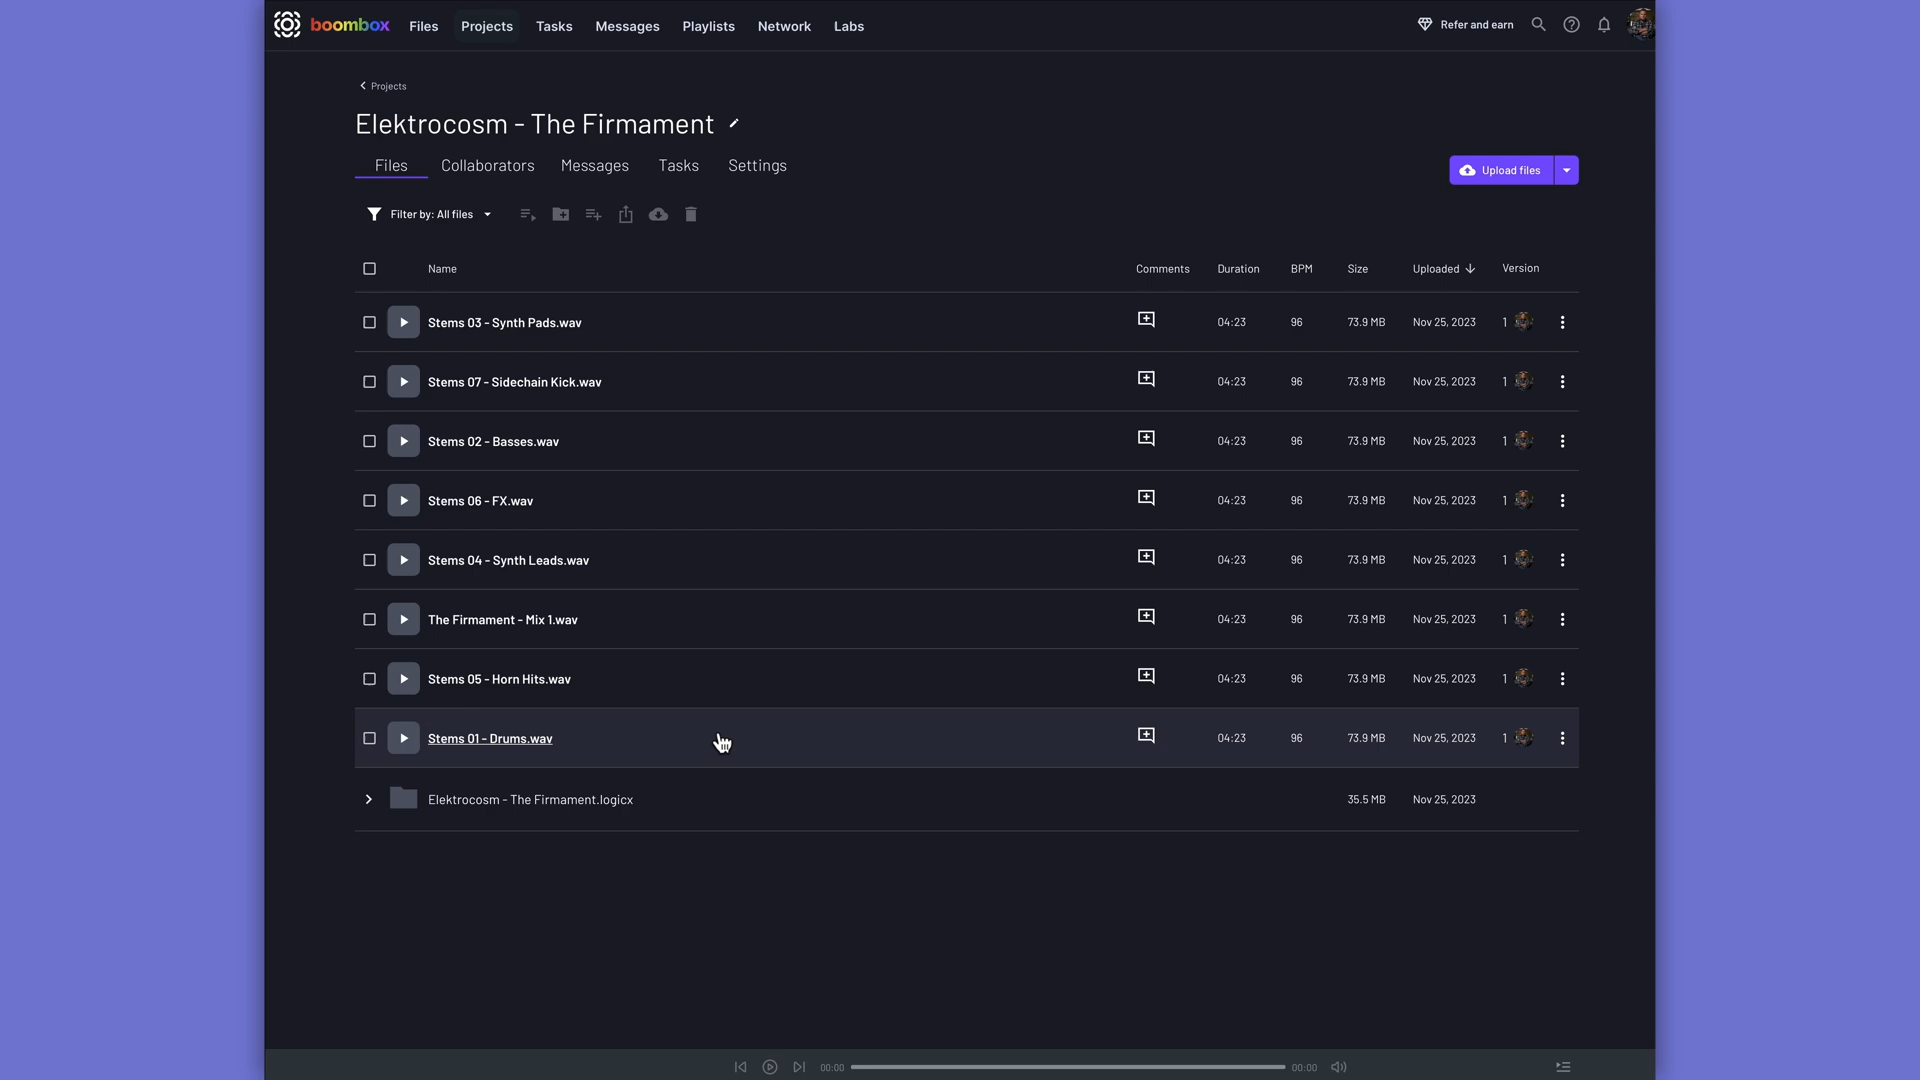 boombox Files Projects Tasks Messages Playlists Network Labs Refer and earn
Projects
Elektrocosm - The Firmament
Files Collaborators Messages Tasks Settings
Upload files
Filter by: All files
Name Comments Duration BPM Size Uploaded Version
Stems 03 - Synth Pads.wav 04:23 96 73.9 MB Nov 25, 2023 1
Stems 07 - Sidechain Kick.wav 04:23 96 73.9 MB Nov 25, 2023 1
Stems 02 - Basses.wav 04:23 96 73.9 MB Nov 25, 2023 1
Stems 06 - FX.wav 04:23 96 73.9 MB Nov 25, 2023 1
Stems 04 - Synth Leads.wav 04:23 96 73.9 MB Nov 25, 2023 1
The Firmament - Mix 1.wav 04:23 96 73.9 MB Nov 25, 2023 1
Stems 05 - Horn Hits.wav 04:23 96 73.9 MB Nov 25, 2023 1
Stems 01 - Drums.wav 04:23 96 73.9 MB Nov 25, 2023 1
Elektrocosm - The Firmament.logicx 35.5 MB Nov 25, 2023
00:00 00:00